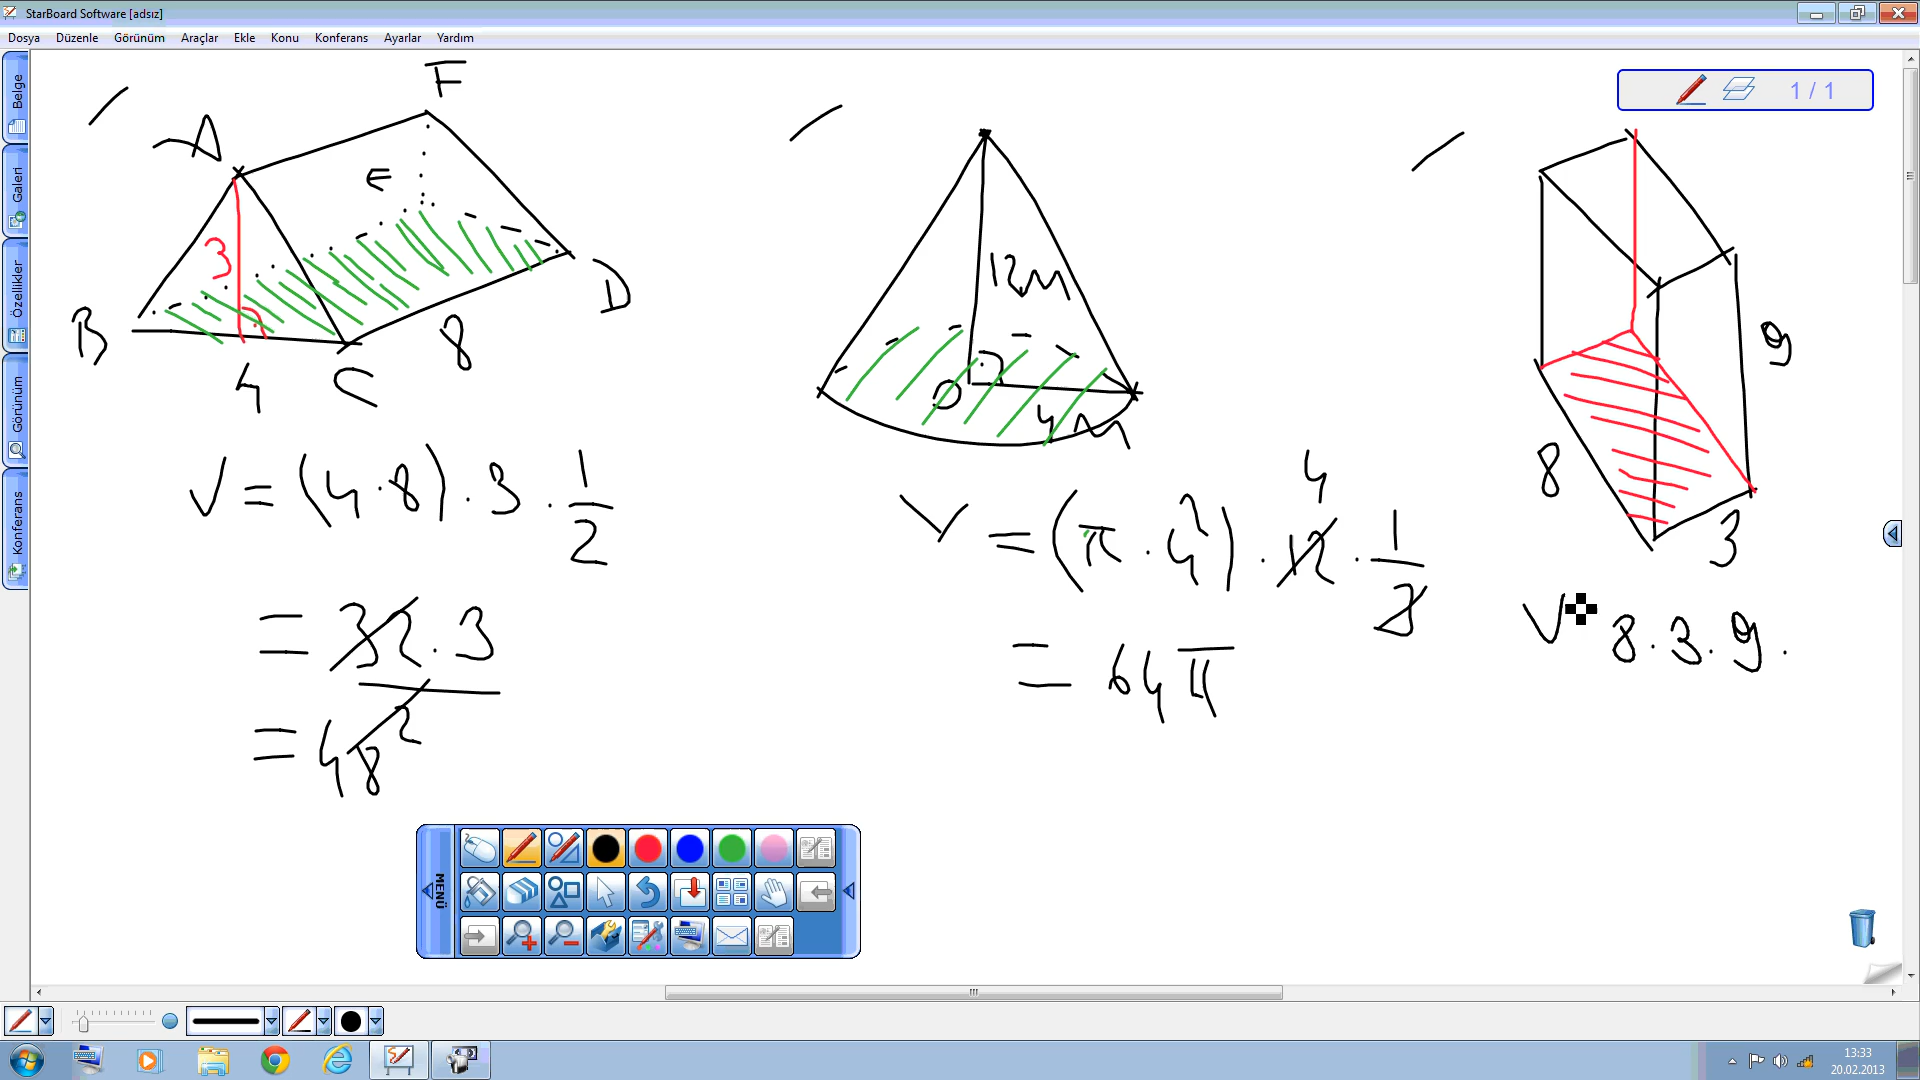 StarBoard Software [adsız]
Dosya Düzenle Görünüm Araçlar Ekle Konu Konferans Ayarlar Yardım
Belge
Galeri
Özellikler
Görünüm
Konferans
1 / 1
F
A
E
3
B
D
8
4
C
V = (4 · 8) · 3 · 1/2
= 32 · 3
2
= 48
12m
O
4m
4
V = (π · 4²) · 12 · 1/3
= 64 π
9
8
3
V 8 . 3 . 9 .
MENÜ
13:33
20.02.2013